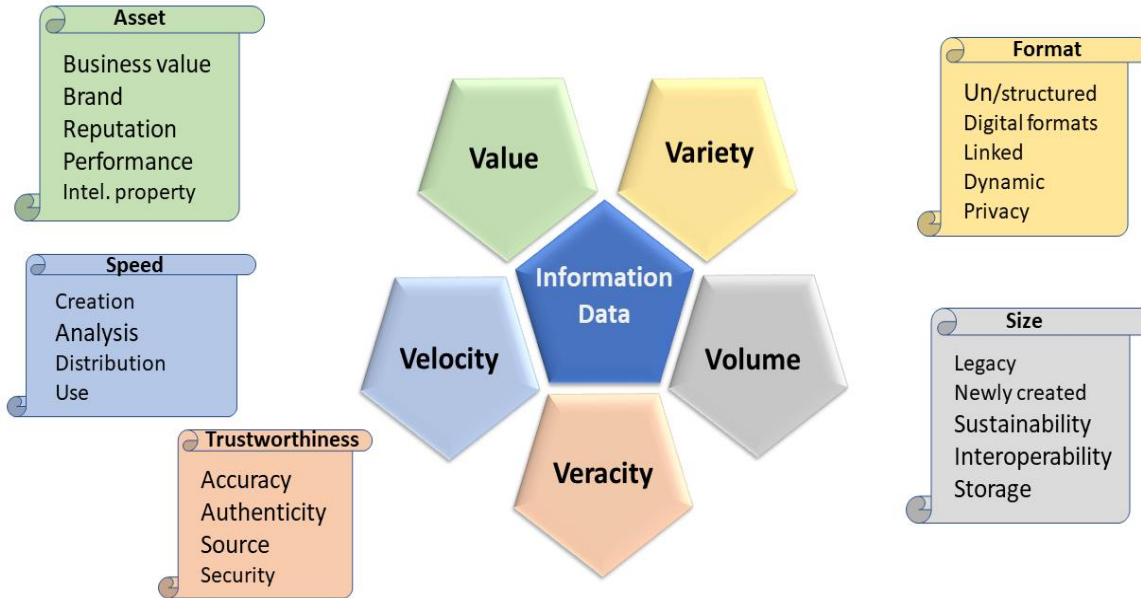 Asset
Business value
Brand
Reputation
Performance
Intel. property
Speed
Creation
Analysis
Distribution
Use
Trustworthiness
Accuracy
Authenticity
Source
Security
Value
Variety
Information
Data
Velocity
Volume
Veracity
Format
Un/structured
Digital formats
Linked
Dynamic
Privacy
Size
Legacy
Newly created
Sustainability
Interoperability
Storage